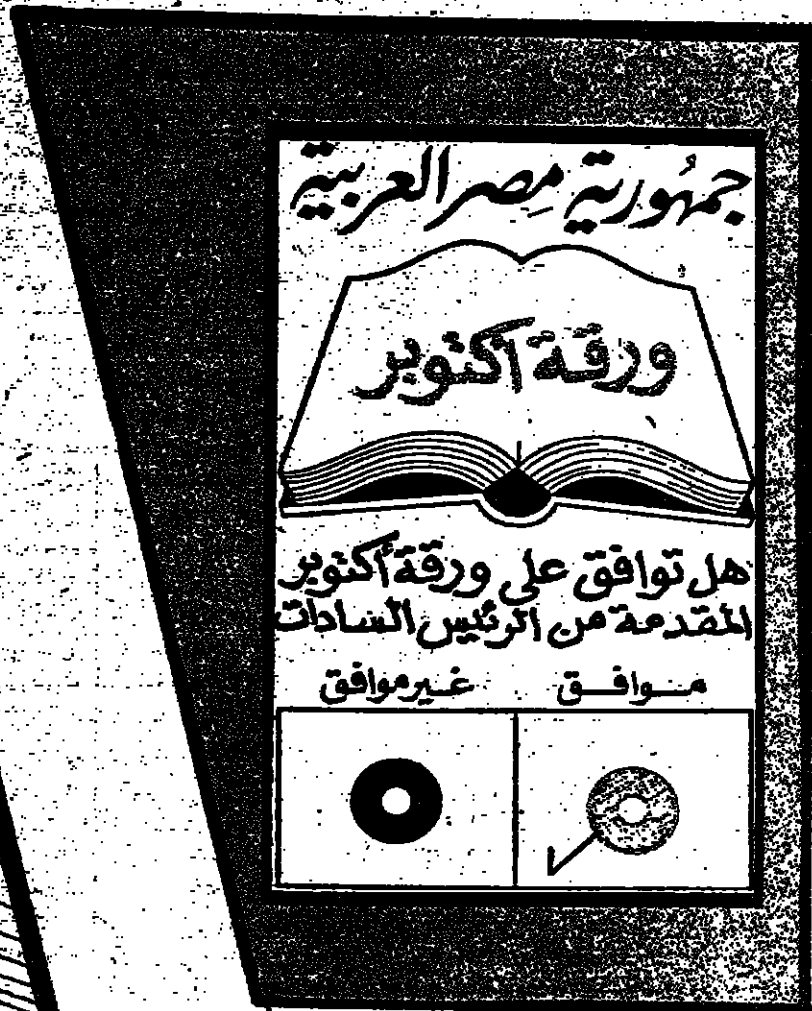 جمهورية مصر العربية
ورقة أكتوبر
هل توافق على ورقة أكتوبر
المقدمة من الرئيس السادات
موافق
غير موافق